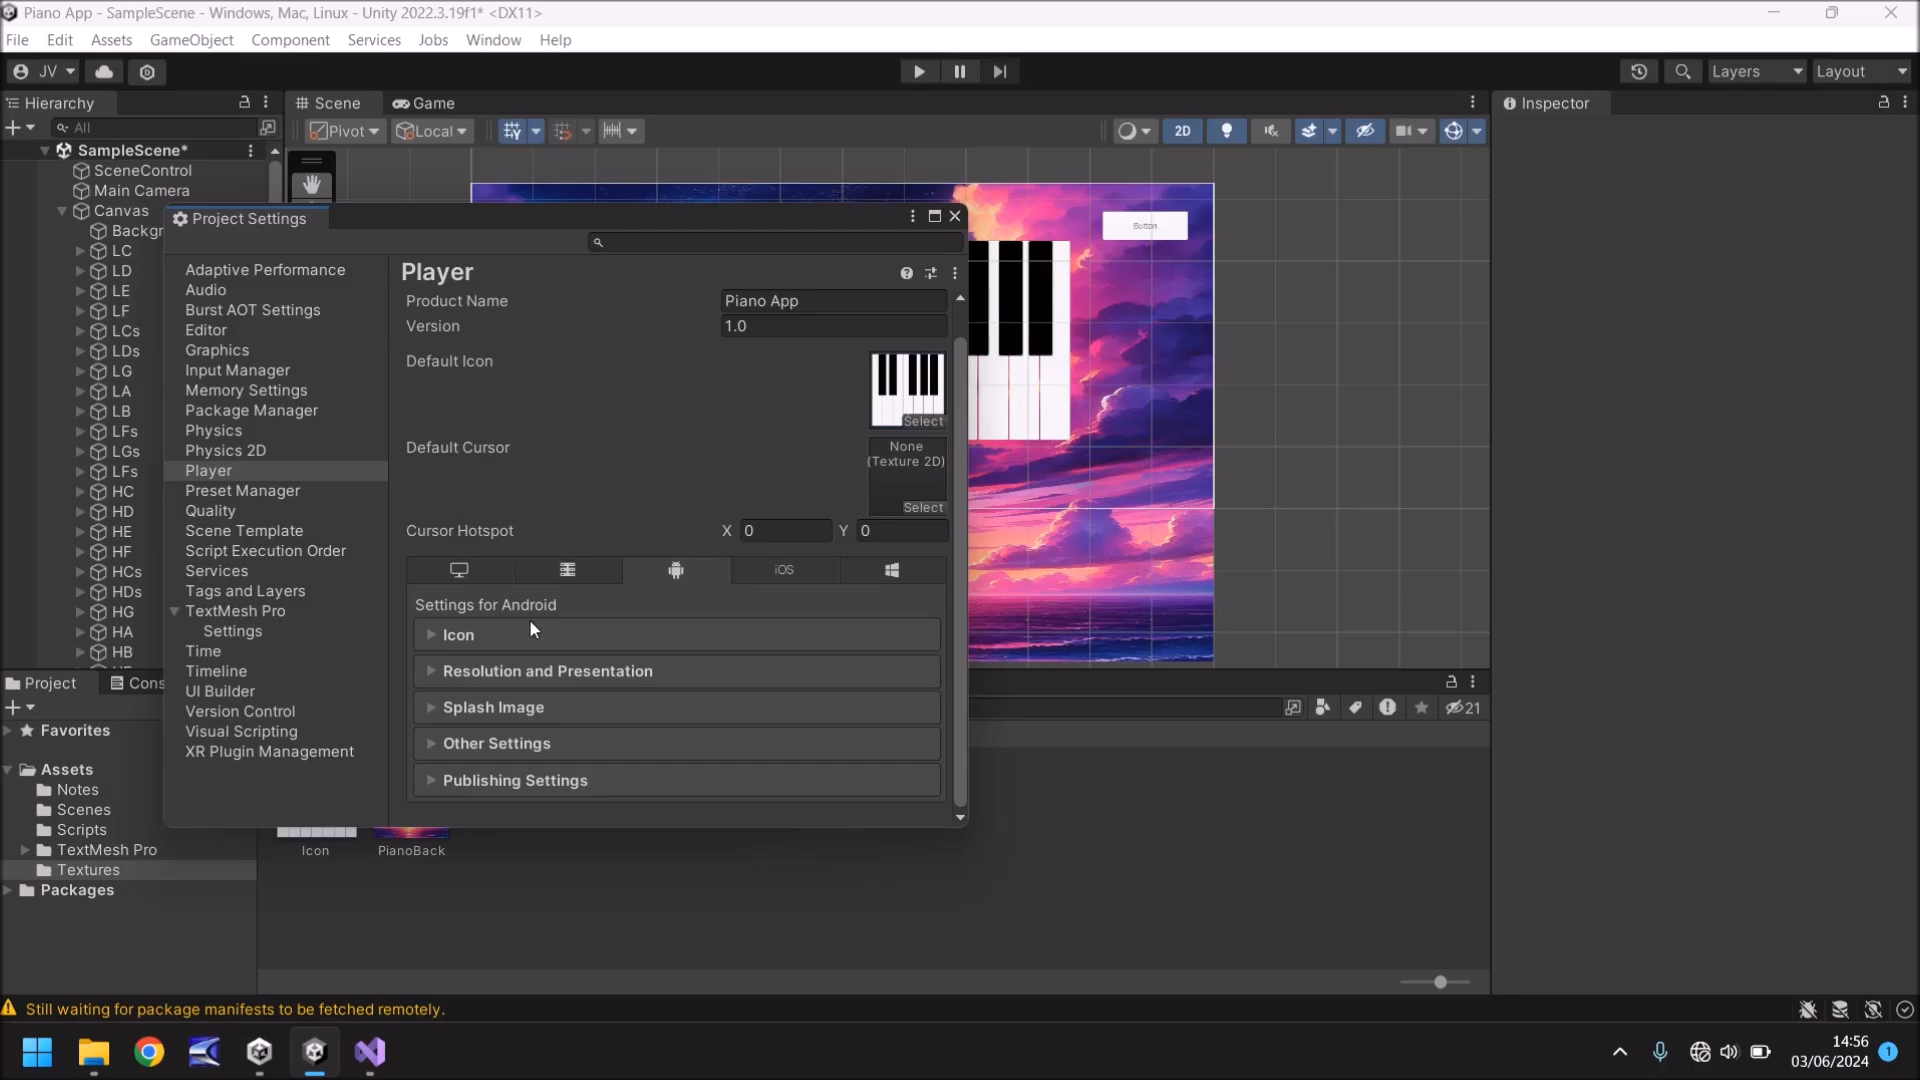 Piano App - SampleScene - Windows, Mac, Linux - Unity 2022.3.19f1* <DX11>
File Edit Assets GameObject Component Services Jobs Window Help
JV Layers Layout
Hierarchy Scene Game Inspector
All Pivot Local 2D
SampleScene*
SceneControl
Main Camera
Canvas
Backgr
LC
LD
LE
LF
LCs
LDs
LG
LA
LB
LFs
LGs
LFs
HC
HD
HE
HF
HCs
HDs
HG
HA
HB
Button
Project Settings
Adaptive Performance
Audio
Burst AOT Settings
Editor
Graphics
Input Manager
Memory Settings
Package Manager
Physics
Physics 2D
Player
Preset Manager
Quality
Scene Template
Script Execution Order
Services
Tags and Layers
TextMesh Pro
Settings
Time
Timeline
UI Builder
Version Control
Visual Scripting
XR Plugin Management
Player
Product Name Piano App
Version 1.0
Default Icon
Select
Default Cursor
None
(Texture 2D)
Select
Cursor Hotspot X 0 Y 0
iOS
Settings for Android
Icon
Resolution and Presentation
Splash Image
Other Settings
Publishing Settings
Project Cons
21
Favorites
Assets
Notes
Scenes
Scripts
TextMesh Pro
Textures
Packages
Icon PianoBack
Still waiting for package manifests to be fetched remotely.
14:56
03/06/2024
1